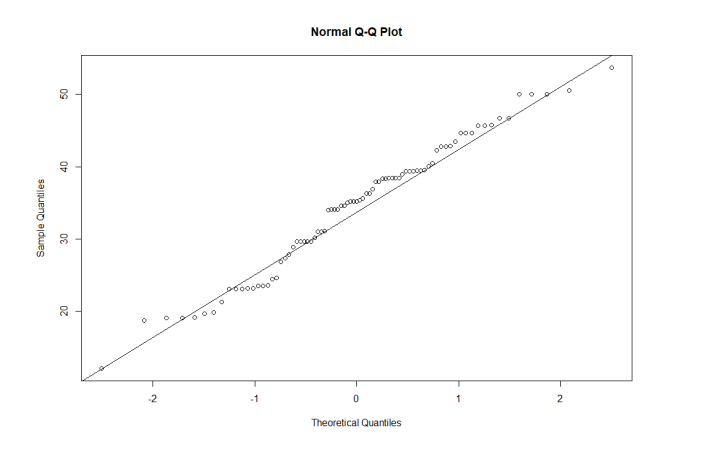 Normal Q-Q Plot
Sample Quantiles
50
40
30
20
-2 -1 0 1 2
Theoretical Quantiles